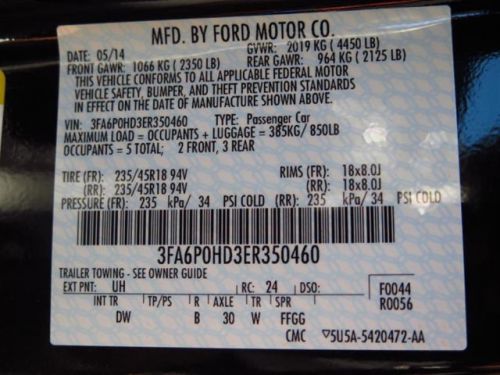 MFD. BY FORD MOTOR CO.
DATE: 05/14 GVWR: 2019 KG ( 4450 LB)
FRONT GAWR: 1066 KG ( 2350 LB) REAR GAWR: 964 KG ( 2125 LB)
THIS VEHICLE CONFORMS TO ALL APPLICABLE FEDERAL MOTOR
VEHICLE SAFETY, BUMPER, AND THEFT PREVENTION STANDARDS
IN EFFECT ON THE DATE OF MANUFACTURE SHOWN ABOVE.
VIN: 3FA6P0HD3ER350460 TYPE: Passenger Car
MAXIMUM LOAD = OCCUPANTS + LUGGAGE = 385KG/ 850LB
OCCUPANTS = 5 TOTAL; 2 FRONT, 3 REAR
TIRE (FR): 235/45R18 94V RIMS (FR): 18x8.0J
(RR): 235/45R18 94V (RR): 18x8.0J
PRESSURE (FR): 235 kPa/ 34 PSI COLD (RR): 235 kPa/ 34 PSI COLD
3FA6P0HD3ER350460
TRAILER TOWING - SEE OWNER GUIDE
EXT PNT: UH RC: 24 DSO: F0044
INT TR TP/PS R AXLE TR SPR R0056
DW B 30 W FFGG
CMC ▽5U5A-5420472-AA